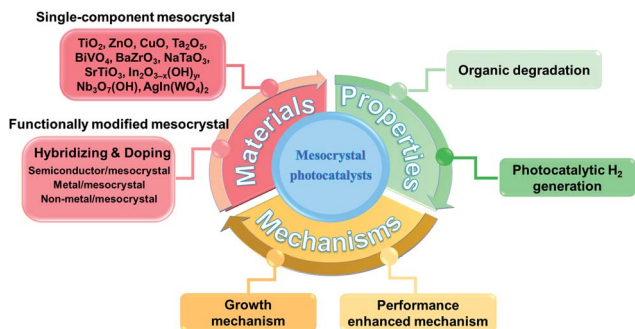 Single-component mesocrystal
TiO₂, ZnO, CuO, Ta₂O₅,
BiVO₄, BaZrO₃, NaTaO₃,
SrTiO₃, In₂O₃₋ₓ(OH)ᵧ,
Nb₃O₇(OH), AgIn(WO₄)₂
Functionally modified mesocrystal
Hybridizing & Doping
Semiconductor/mesocrystal
Metal/mesocrystal
Non-metal/mesocrystal
Materials
Properties
Mechanisms
Mesocrystal
photocatalysts
Organic degradation
Photocatalytic H₂
generation
Growth
mechanism
Performance
enhanced mechanism